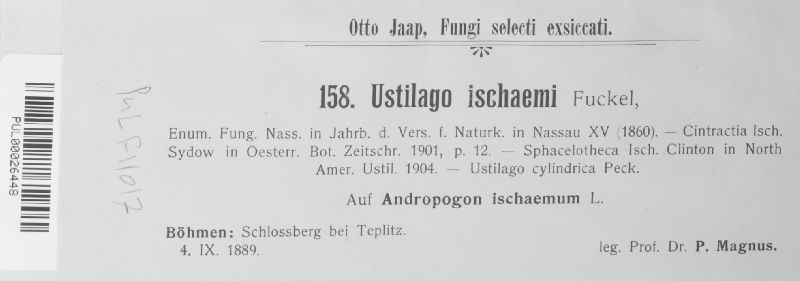 Otto Jaap, Fungi selecti exsiccati.
158. Ustilago ischaemi Fuckel,
Enum. Fung. Nass. in Jahrb. d. Vers. f. Naturk. in Nassau XV (1860). — Cintractia Isch.
Sydow in Oesterr. Bot. Zeitschr. 1901, p. 12. — Sphacelotheca Isch. Clinton in North
Amer. Ustil. 1904. — Ustilago cylindrica Peck.
Auf Andropogon ischaemum L.
Böhmen: Schlossberg bei Teplitz.
4. IX. 1889.
leg. Prof. Dr. P. Magnus.
PUL00026448
PUL F11017